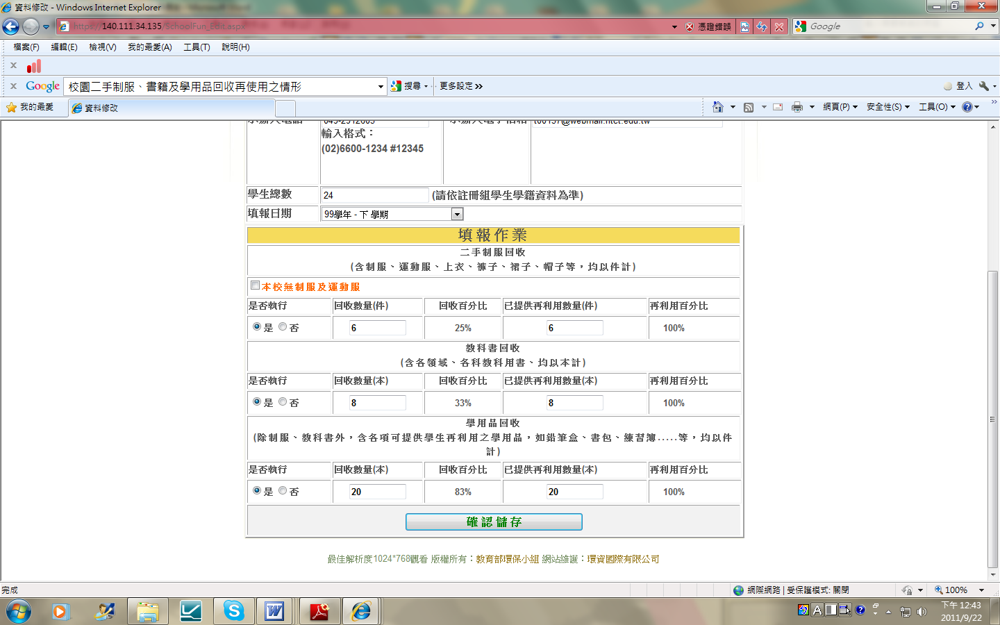 資料修改 - Windows Internet Explorer
https://140.111.34.135/SchoolFun_Edit.aspx
憑證錯誤
Google
檔案(F) 編輯(E) 檢視(V) 我的最愛(A) 工具(T) 說明(H)
x
x Google 校園二手制服、書籍及學用品回收再使用之情形 搜尋 更多設定 »
登入
我的最愛 資料修改
網頁(P) 安全性(S) 工具(O)
049-2912603
t00137@webmail.ntct.edu.tw
輸入格式：
(02)6600-1234 #12345
學生總數 24 (請依註冊組學生學籍資料為準)
填報日期 99學年 - 下 學期
填報作業
二手制服回收
(含制服、運動服、上衣、褲子、裙子、帽子等，均以件計)
本校無制服及運動服
是否執行 回收數量(件) 回收百分比 已提供再利用數量(件) 再利用百分比
是 否 6 25% 6 100%
教科書回收
(含各領域、各科教科用書、均以本計)
是否執行 回收數量(本) 回收百分比 已提供再利用數量(本) 再利用百分比
是 否 8 33% 8 100%
學用品回收
(除制服、教科書外，含各項可提供學生再利用之學用品，如鉛筆盒、書包、練習簿.....等，均以件
計)
是否執行 回收數量(本) 回收百分比 已提供再利用數量(本) 再利用百分比
是 否 20 83% 20 100%
確認儲存
最佳解析度1024*768觀看 版權所有：教育部環保小組 網站維護：環資國際有限公司
完成
網際網路 | 受保護模式: 關閉
100%
下午 12:43
2011/9/22